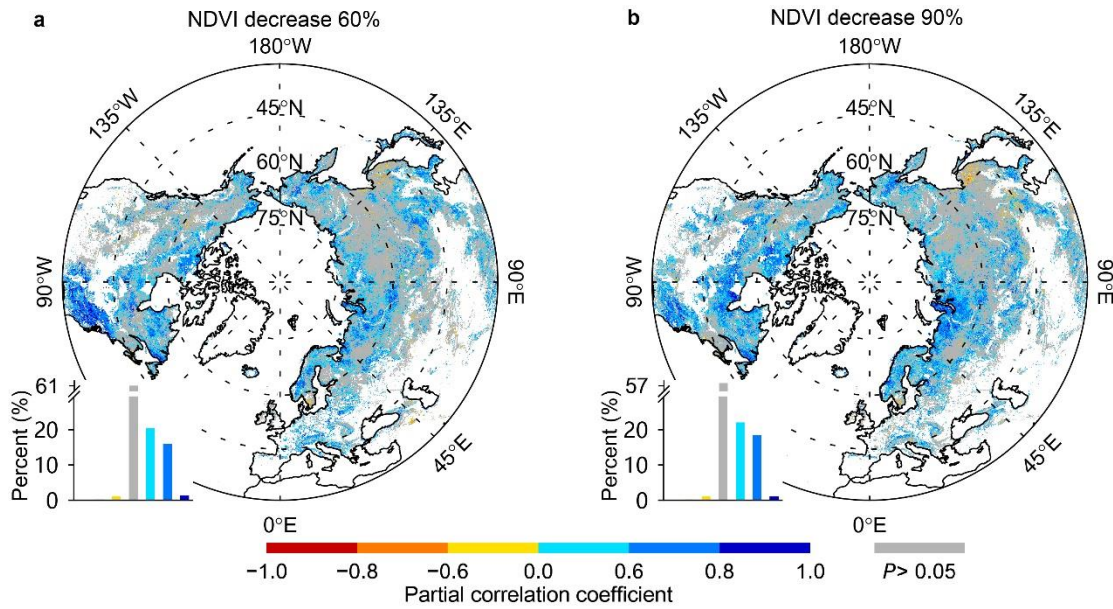 a
NDVI decrease 60%
180°W
135°W
45°N
135°E
60°N
75°N
90°W
90°E
45°E
0°E
61
20
10
0
Percent (%)
b
NDVI decrease 90%
180°W
135°W
45°N
135°E
60°N
75°N
90°W
90°E
45°E
0°E
57
20
10
0
Percent (%)
−1.0 −0.8 −0.6 0.0 0.6 0.8 1.0
Partial correlation coefficient
P> 0.05